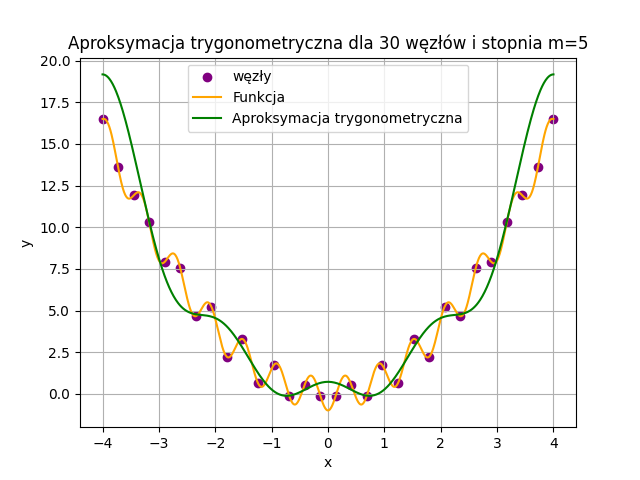 Aproksymacja trygonometryczna dla 30 węzłów i stopnia m=5
węzły
Funkcja
Aproksymacja trygonometryczna
20.0
17.5
15.0
12.5
10.0
7.5
5.0
2.5
0.0
y
−4 −3 −2 −1 0 1 2 3 4
x